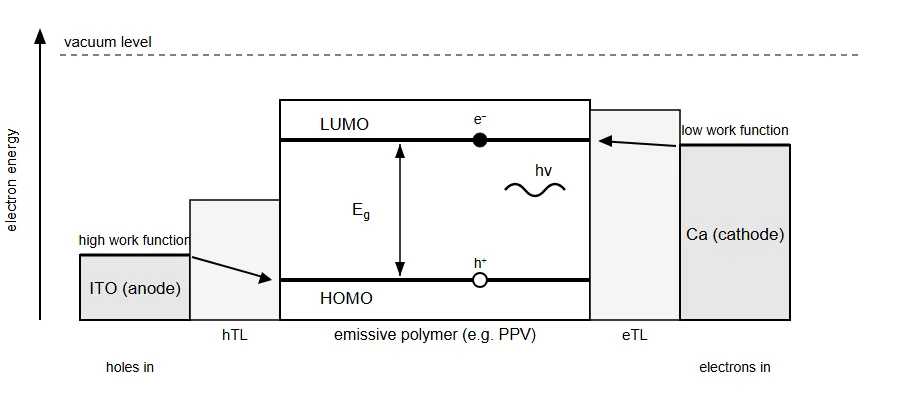 vacuum level
electron energy
LUMO
e⁻
low work function
hv
E_g
Ca (cathode)
high work function
h⁺
ITO (anode)
HOMO
hTL
emissive polymer (e.g. PPV)
eTL
holes in
electrons in